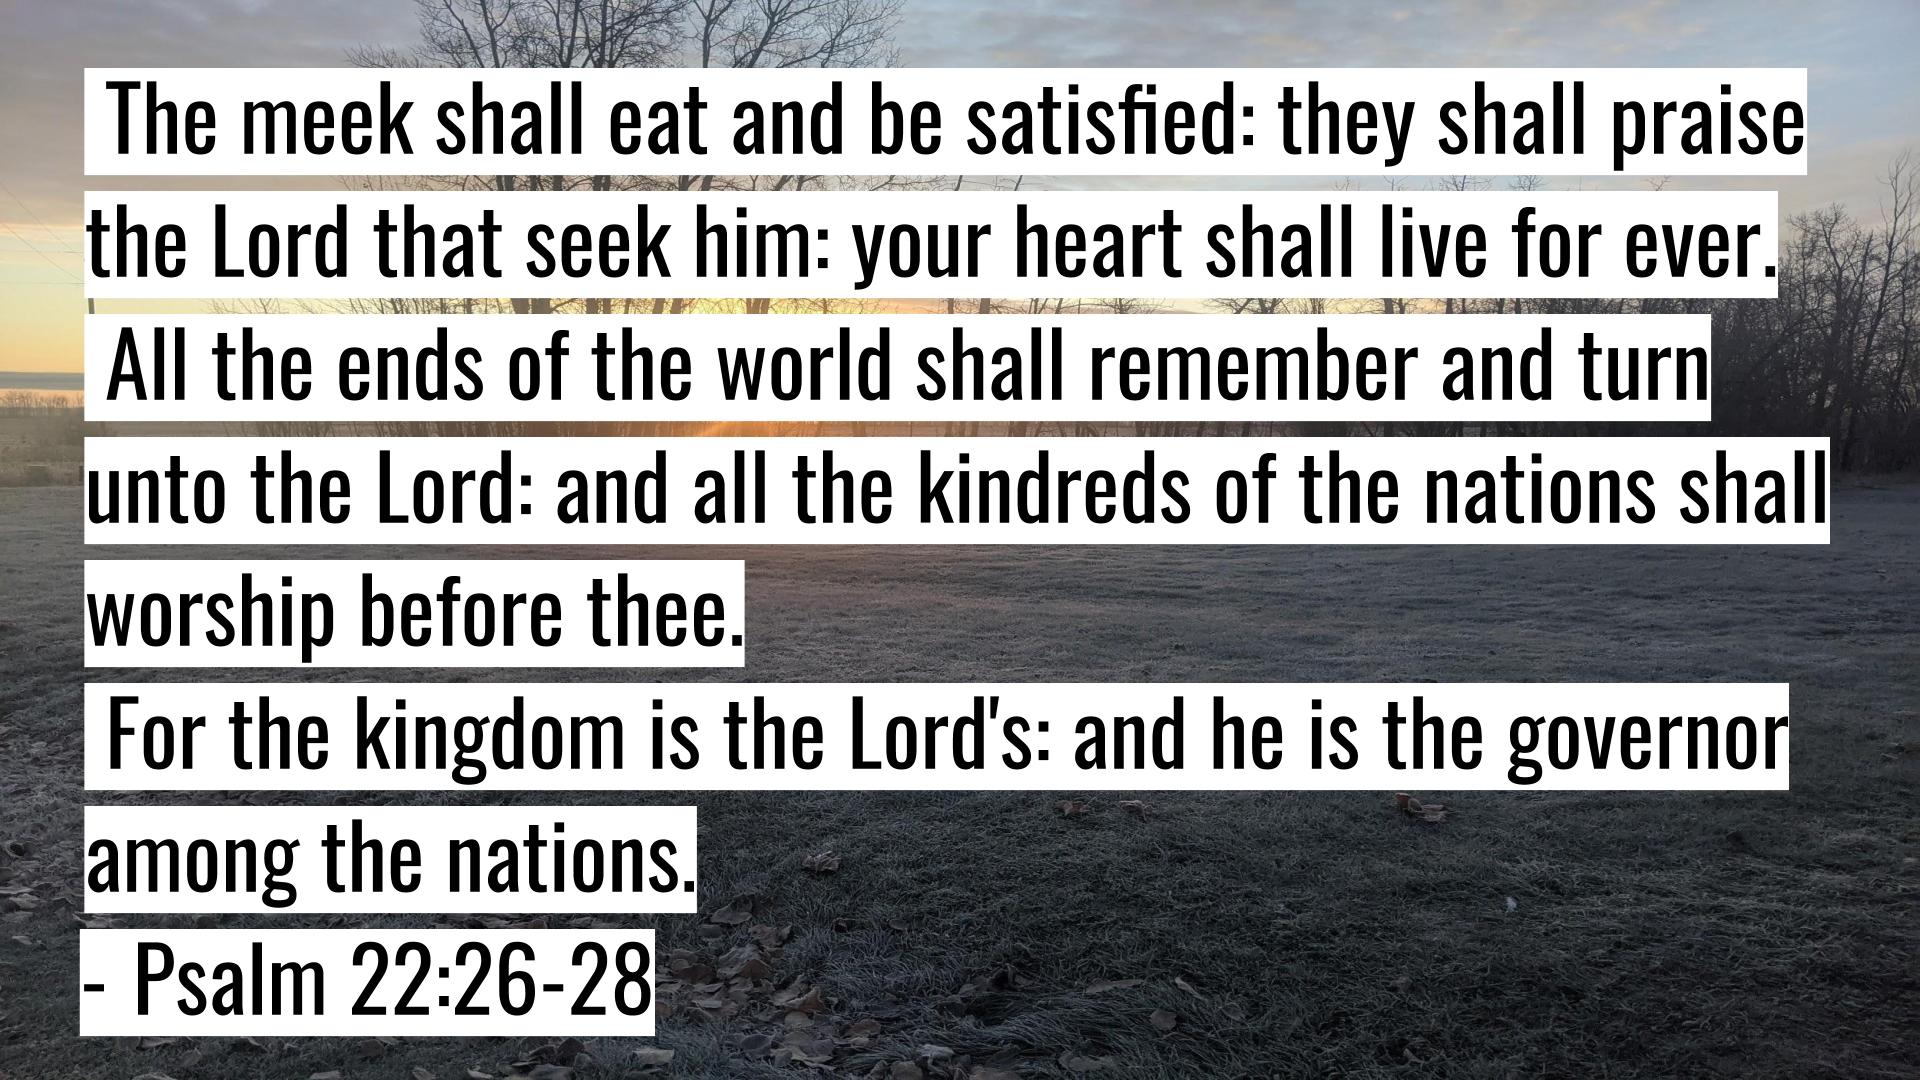 The meek shall eat and be satisfied: they shall praise
the Lord that seek him: your heart shall live for ever.
All the ends of the world shall remember and turn
unto the Lord: and all the kindreds of the nations shall
worship before thee.
For the kingdom is the Lord's: and he is the governor
among the nations.
- Psalm 22:26-28